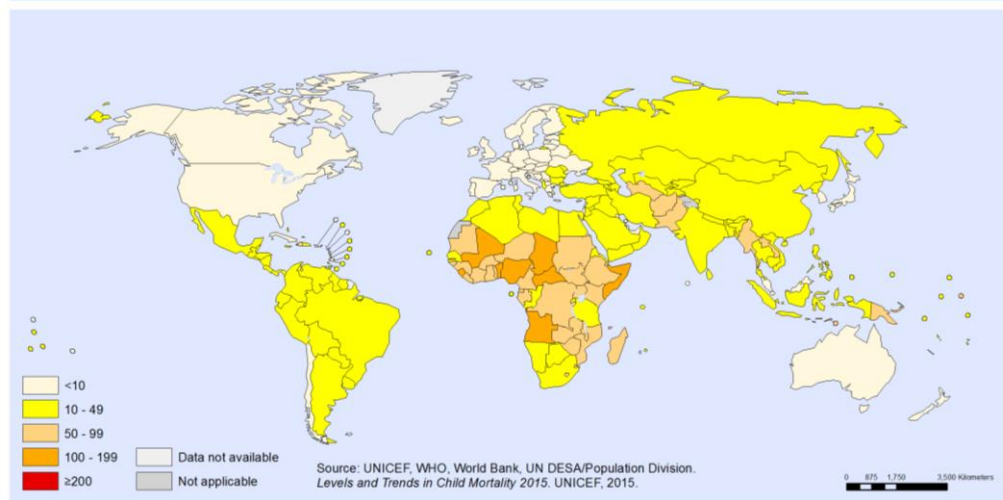 <10
10 - 49
50 - 99
100 - 199
≥200
Data not available
Not applicable
Source: UNICEF, WHO, World Bank, UN DESA/Population Division.
Levels and Trends in Child Mortality 2015. UNICEF, 2015.
0 875 1,750 3,500 Kilometers